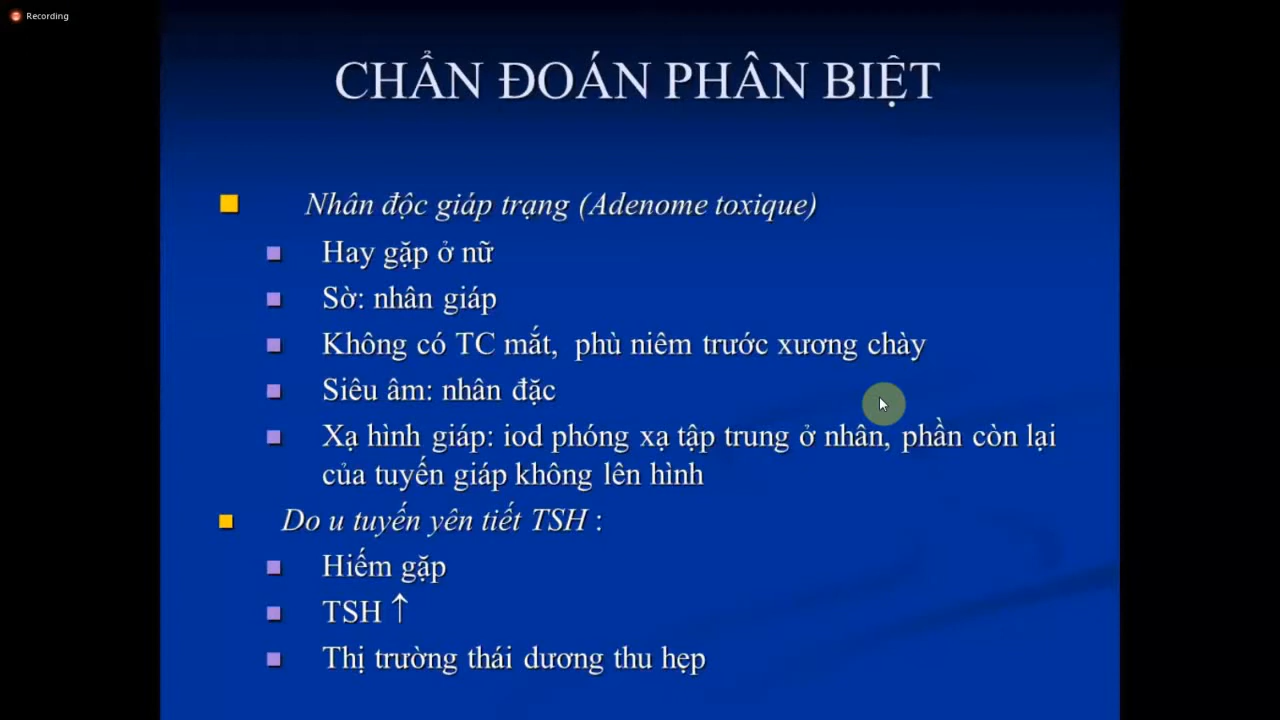 Recording
CHẨN ĐOÁN PHÂN BIỆT
Nhân độc giáp trạng (Adenome toxique)
Hay gặp ở nữ
Sờ: nhân giáp
Không có TC mắt, phù niêm trước xương chày
Siêu âm: nhân đặc
Xạ hình giáp: iod phóng xạ tập trung ở nhân, phần còn lại
của tuyến giáp không lên hình
Do u tuyến yên tiết TSH :
Hiếm gặp
TSH ↑
Thị trường thái dương thu hẹp